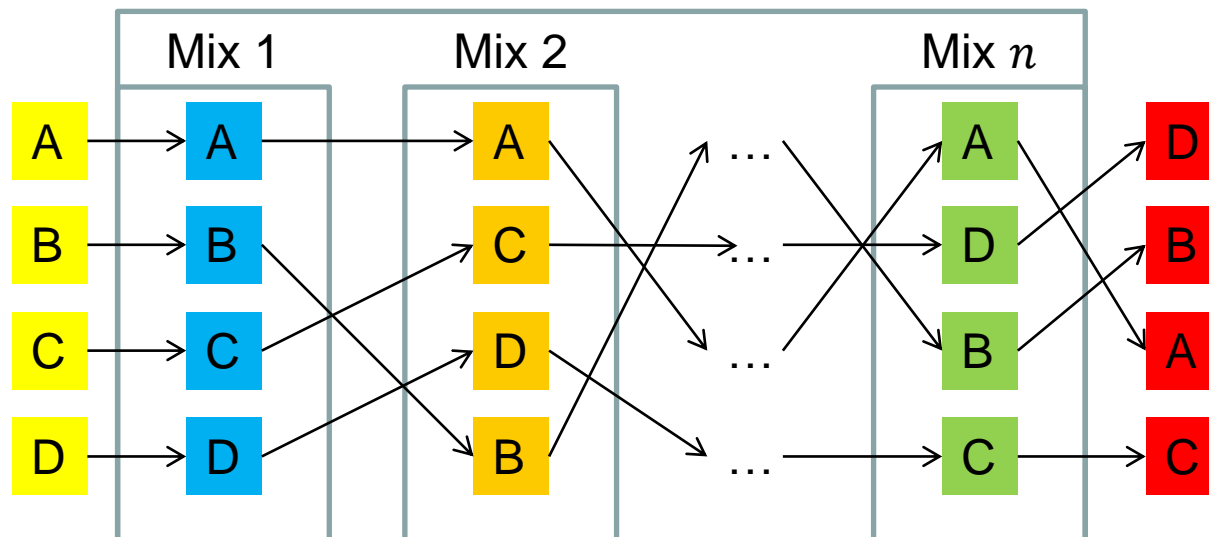 Mix 1 Mix 2 Mix n
A A A … A D
B B C … D B
C C D … B A
D D B … C C